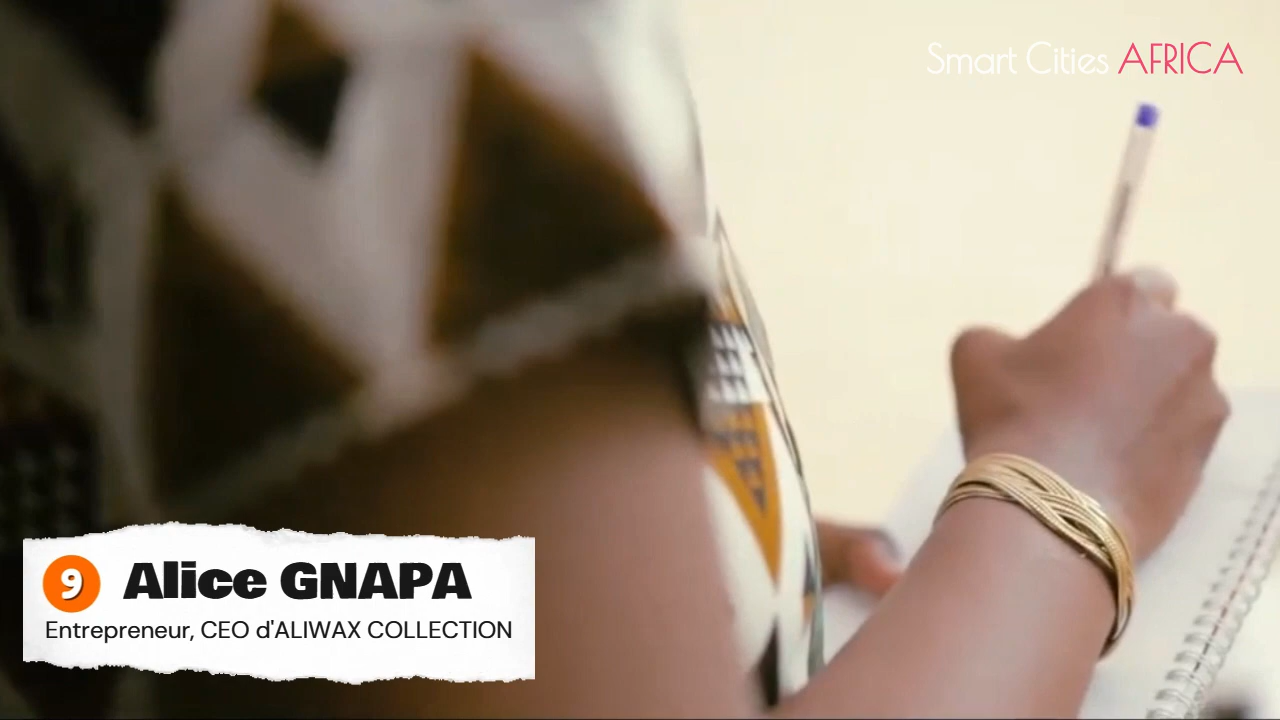 Smart Cities AFRICA
9 Alice GNAPA
Entrepreneur, CEO d'ALIWAX COLLECTION